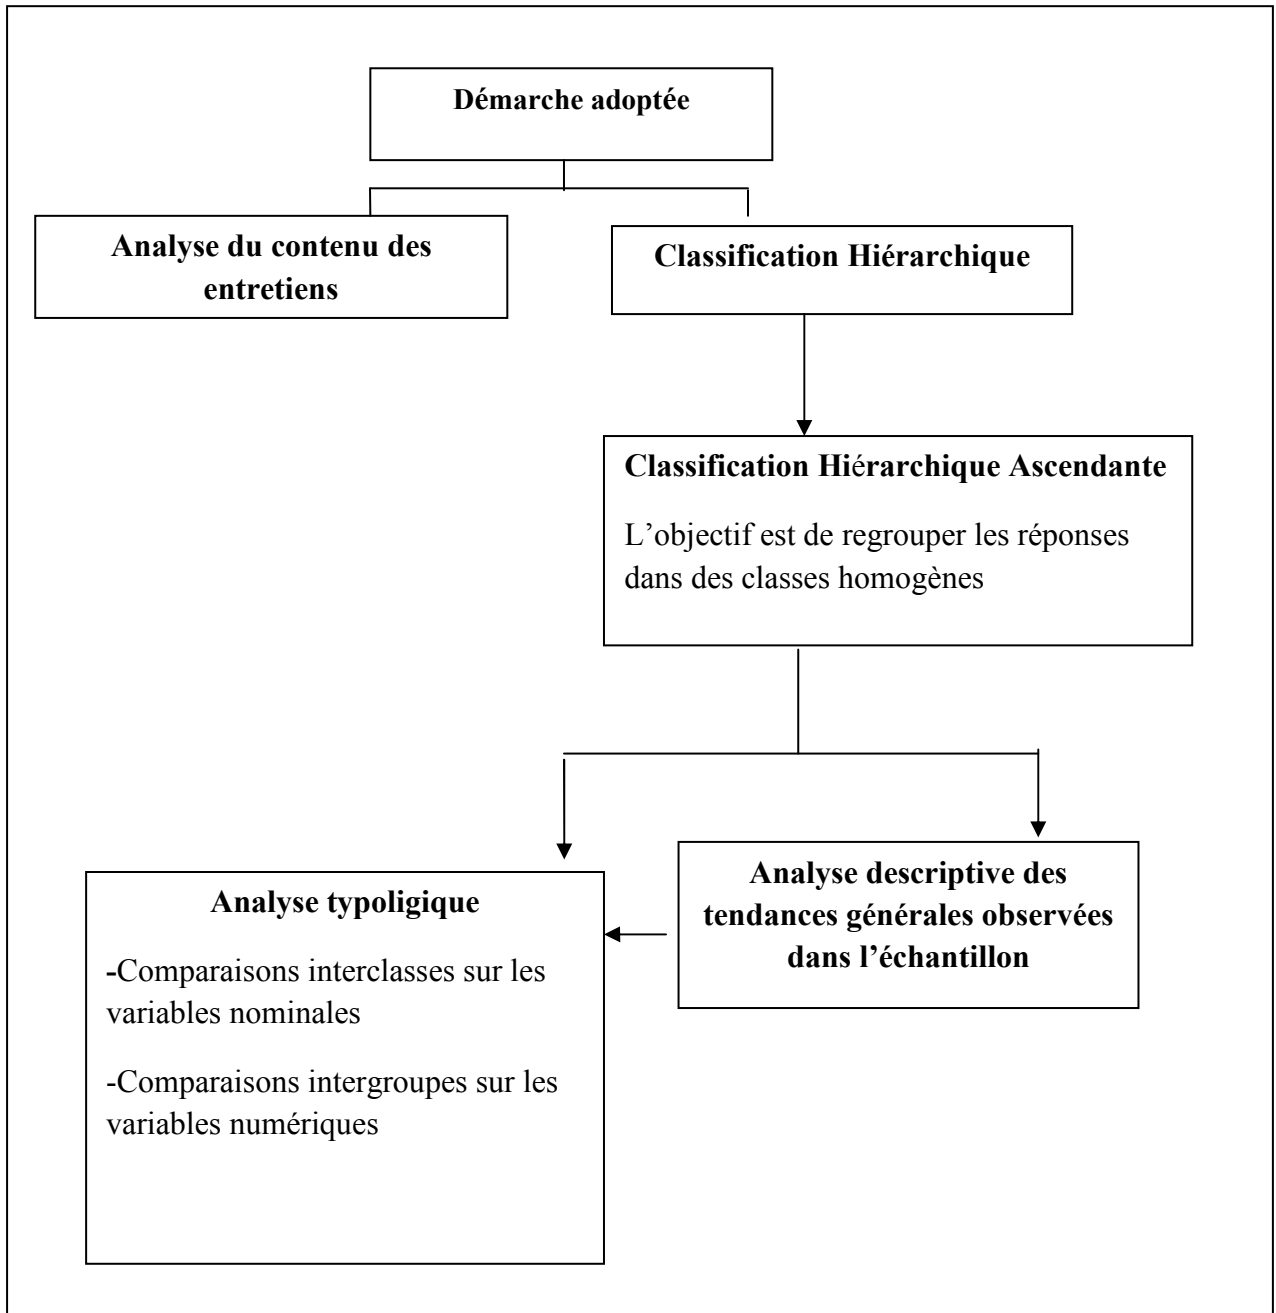 Démarche adoptée
Analyse du contenu des
entretiens
Classification Hiérarchique
Classification Hiérarchique Ascendante
L’objectif est de regrouper les réponses
dans des classes homogènes
Analyse typoligique
-Comparaisons interclasses sur les
variables nominales
-Comparaisons intergroupes sur les
variables numériques
Analyse descriptive des
tendances générales observées
dans l’échantillon